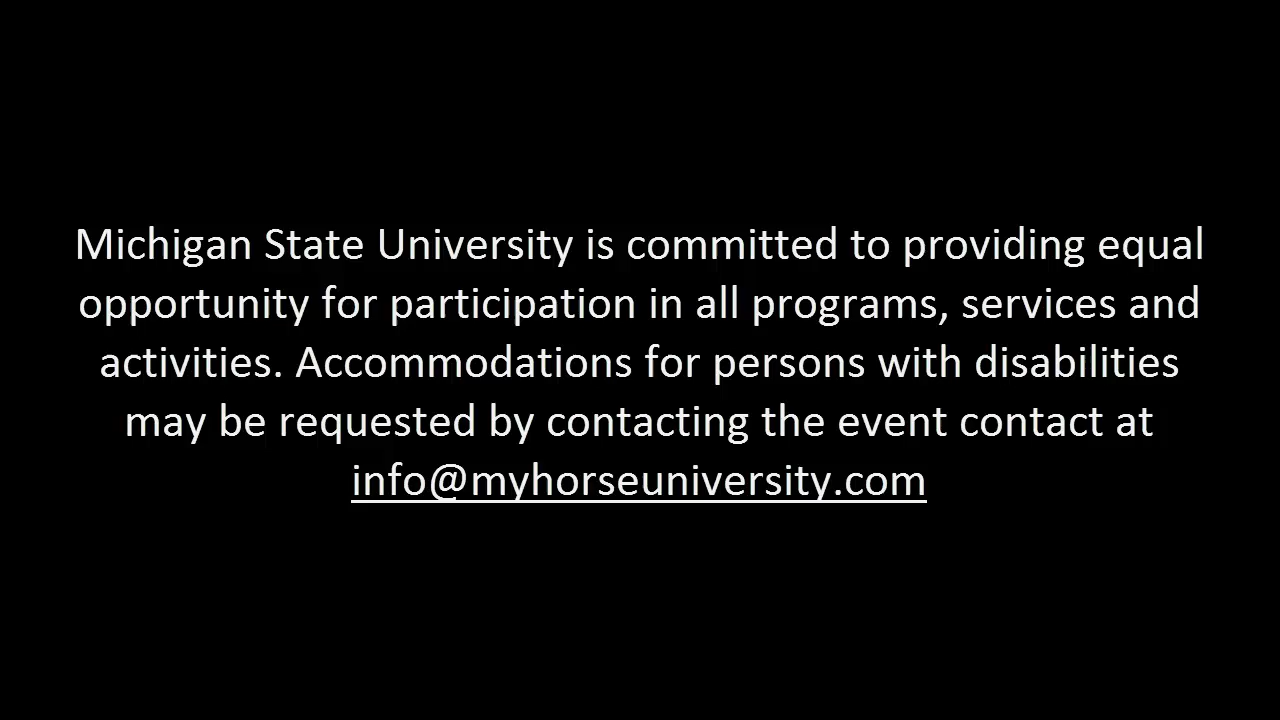 Michigan State University is committed to providing equal
opportunity for participation in all programs, services and
activities. Accommodations for persons with disabilities
may be requested by contacting the event contact at
info@myhorseuniversity.com